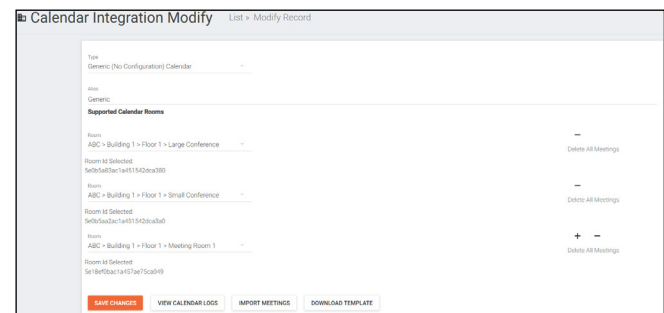 Calendar Integration Modify List » Modify Record
Type
Generic (No Configuration) Calendar
Alias
Generic
Supported Calendar Rooms
Room
ABC > Building 1 > Floor 1 > Large Conference
Delete All Meetings
Room Id Selected:
5e0b5a83ac1a451542dca380
Room
ABC > Building 1 > Floor 1 > Small Conference
Delete All Meetings
Room Id Selected:
5e0b5aa2ac1a451542dca3a0
Room
ABC > Building 1 > Floor 1 > Meeting Room 1
Delete All Meetings
Room Id Selected:
5e18ef0bac1a457ae75ca049
SAVE CHANGES VIEW CALENDAR LOGS IMPORT MEETINGS DOWNLOAD TEMPLATE